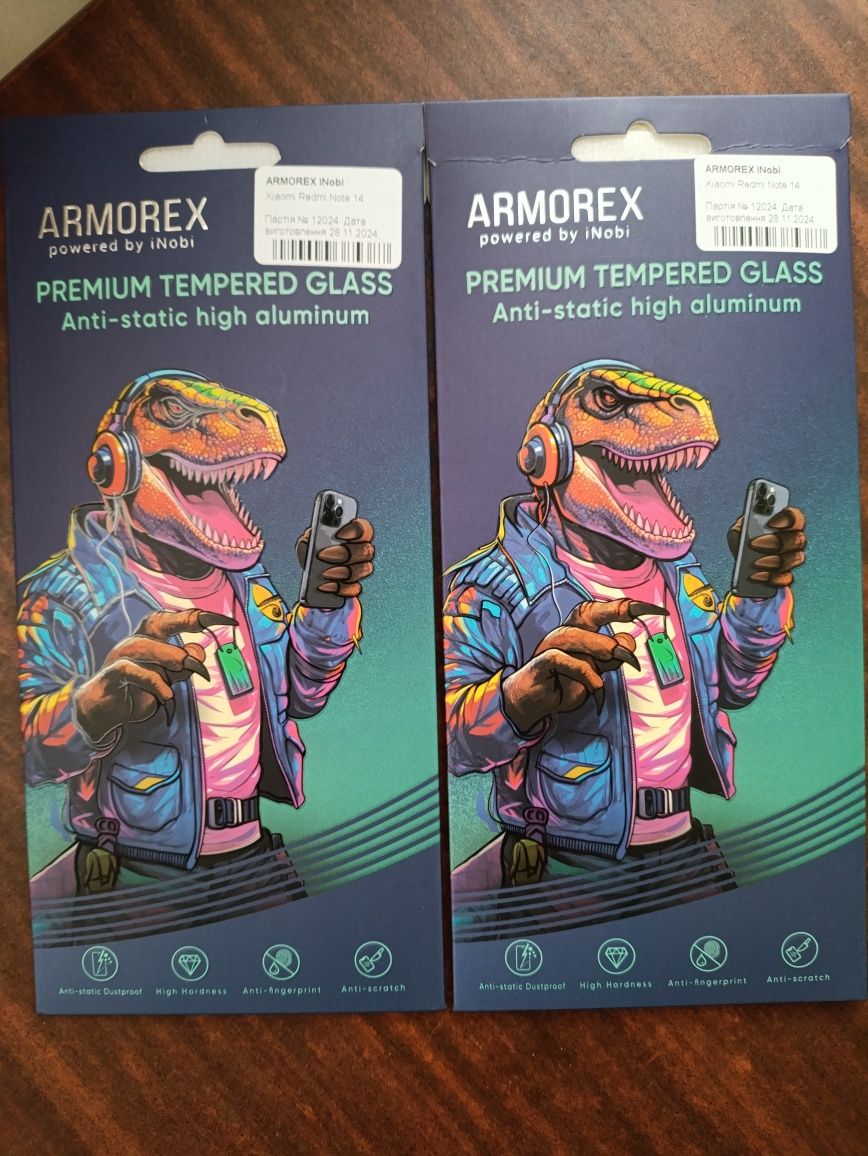 ARMOREX
powered by iNobi
ARMOREX iNobi
Xiaomi Redmi Note 14
Партія № 12024 Дата
виготовлення 28.11.2024
PREMIUM TEMPERED GLASS
Anti-static high aluminum
Anti-static Dustproof
High Hardness
Anti-fingerprint
Anti-scratch
ARMOREX
powered by iNobi
ARMOREX iNobi
Xiaomi Redmi Note 14
Партія № 12024 Дата
виготовлення 28.11.2024
PREMIUM TEMPERED GLASS
Anti-static high aluminum
Anti-static Dustproof
High Hardness
Anti-fingerprint
Anti-scratch